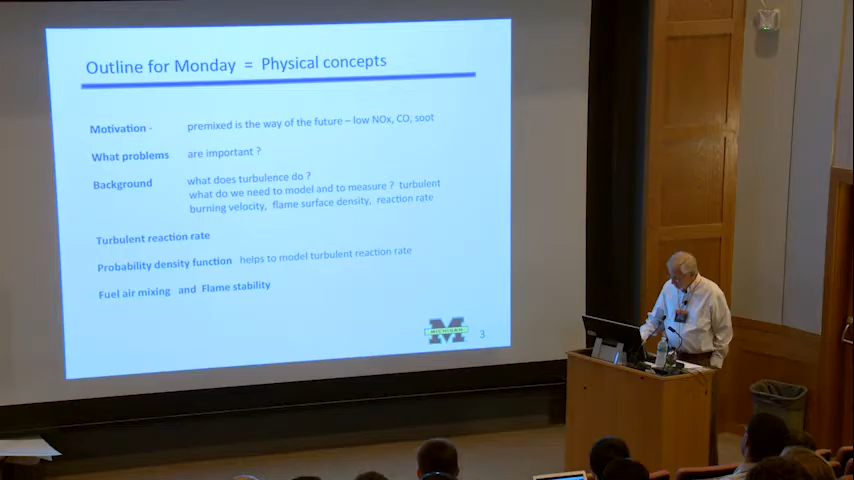 Outline for Monday = Physical concepts
Motivation - premixed is the way of the future – low NOx, CO, soot
What problems are important ?
Background what does turbulence do ?
what do we need to model and to measure ? turbulent
burning velocity, flame surface density, reaction rate
Turbulent reaction rate
Probability density function helps to model turbulent reaction rate
Fuel air mixing and Flame stability
M
MICHIGAN
3